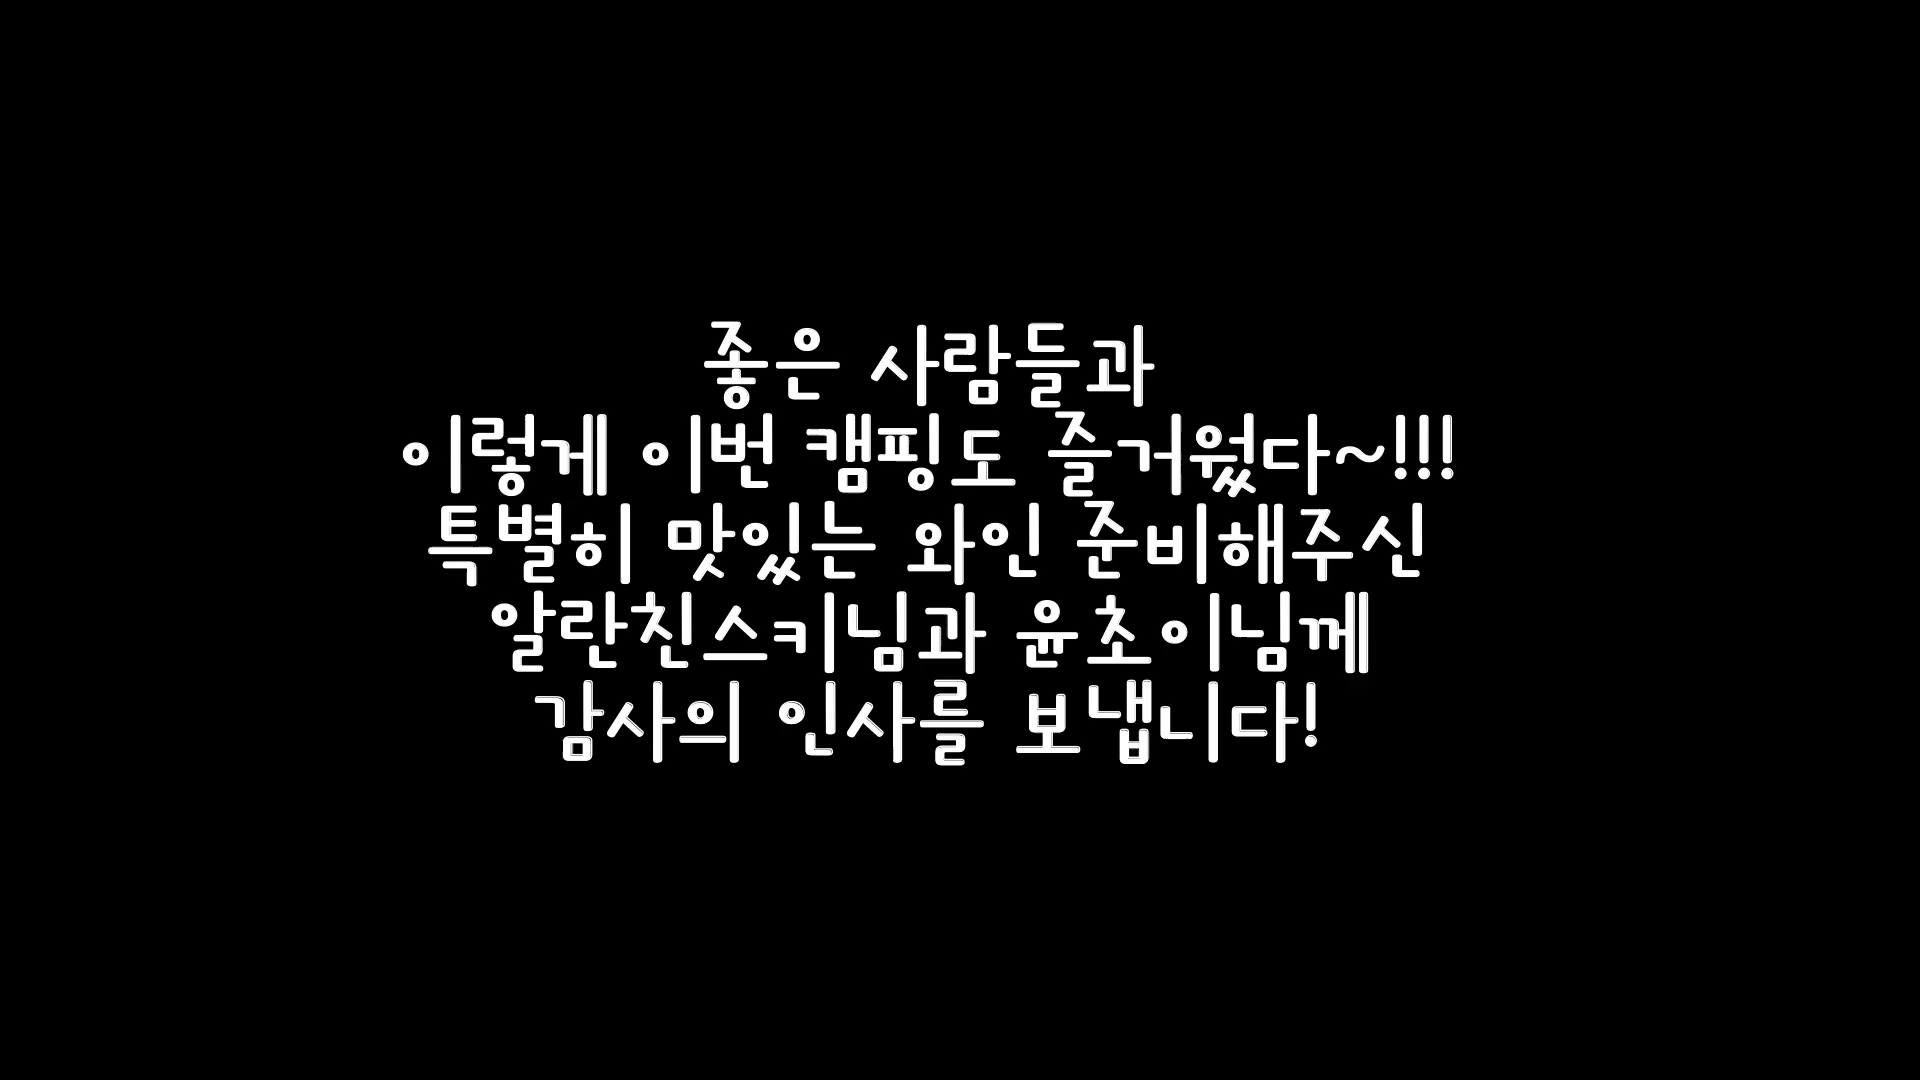 좋은 사람들과
이렇게 이번 캠핑도 즐거웠다~!!!
특별히 맛있는 와인 준비해주신
알란친스키님과 윤초이님께
감사의 인사를 보냅니다!